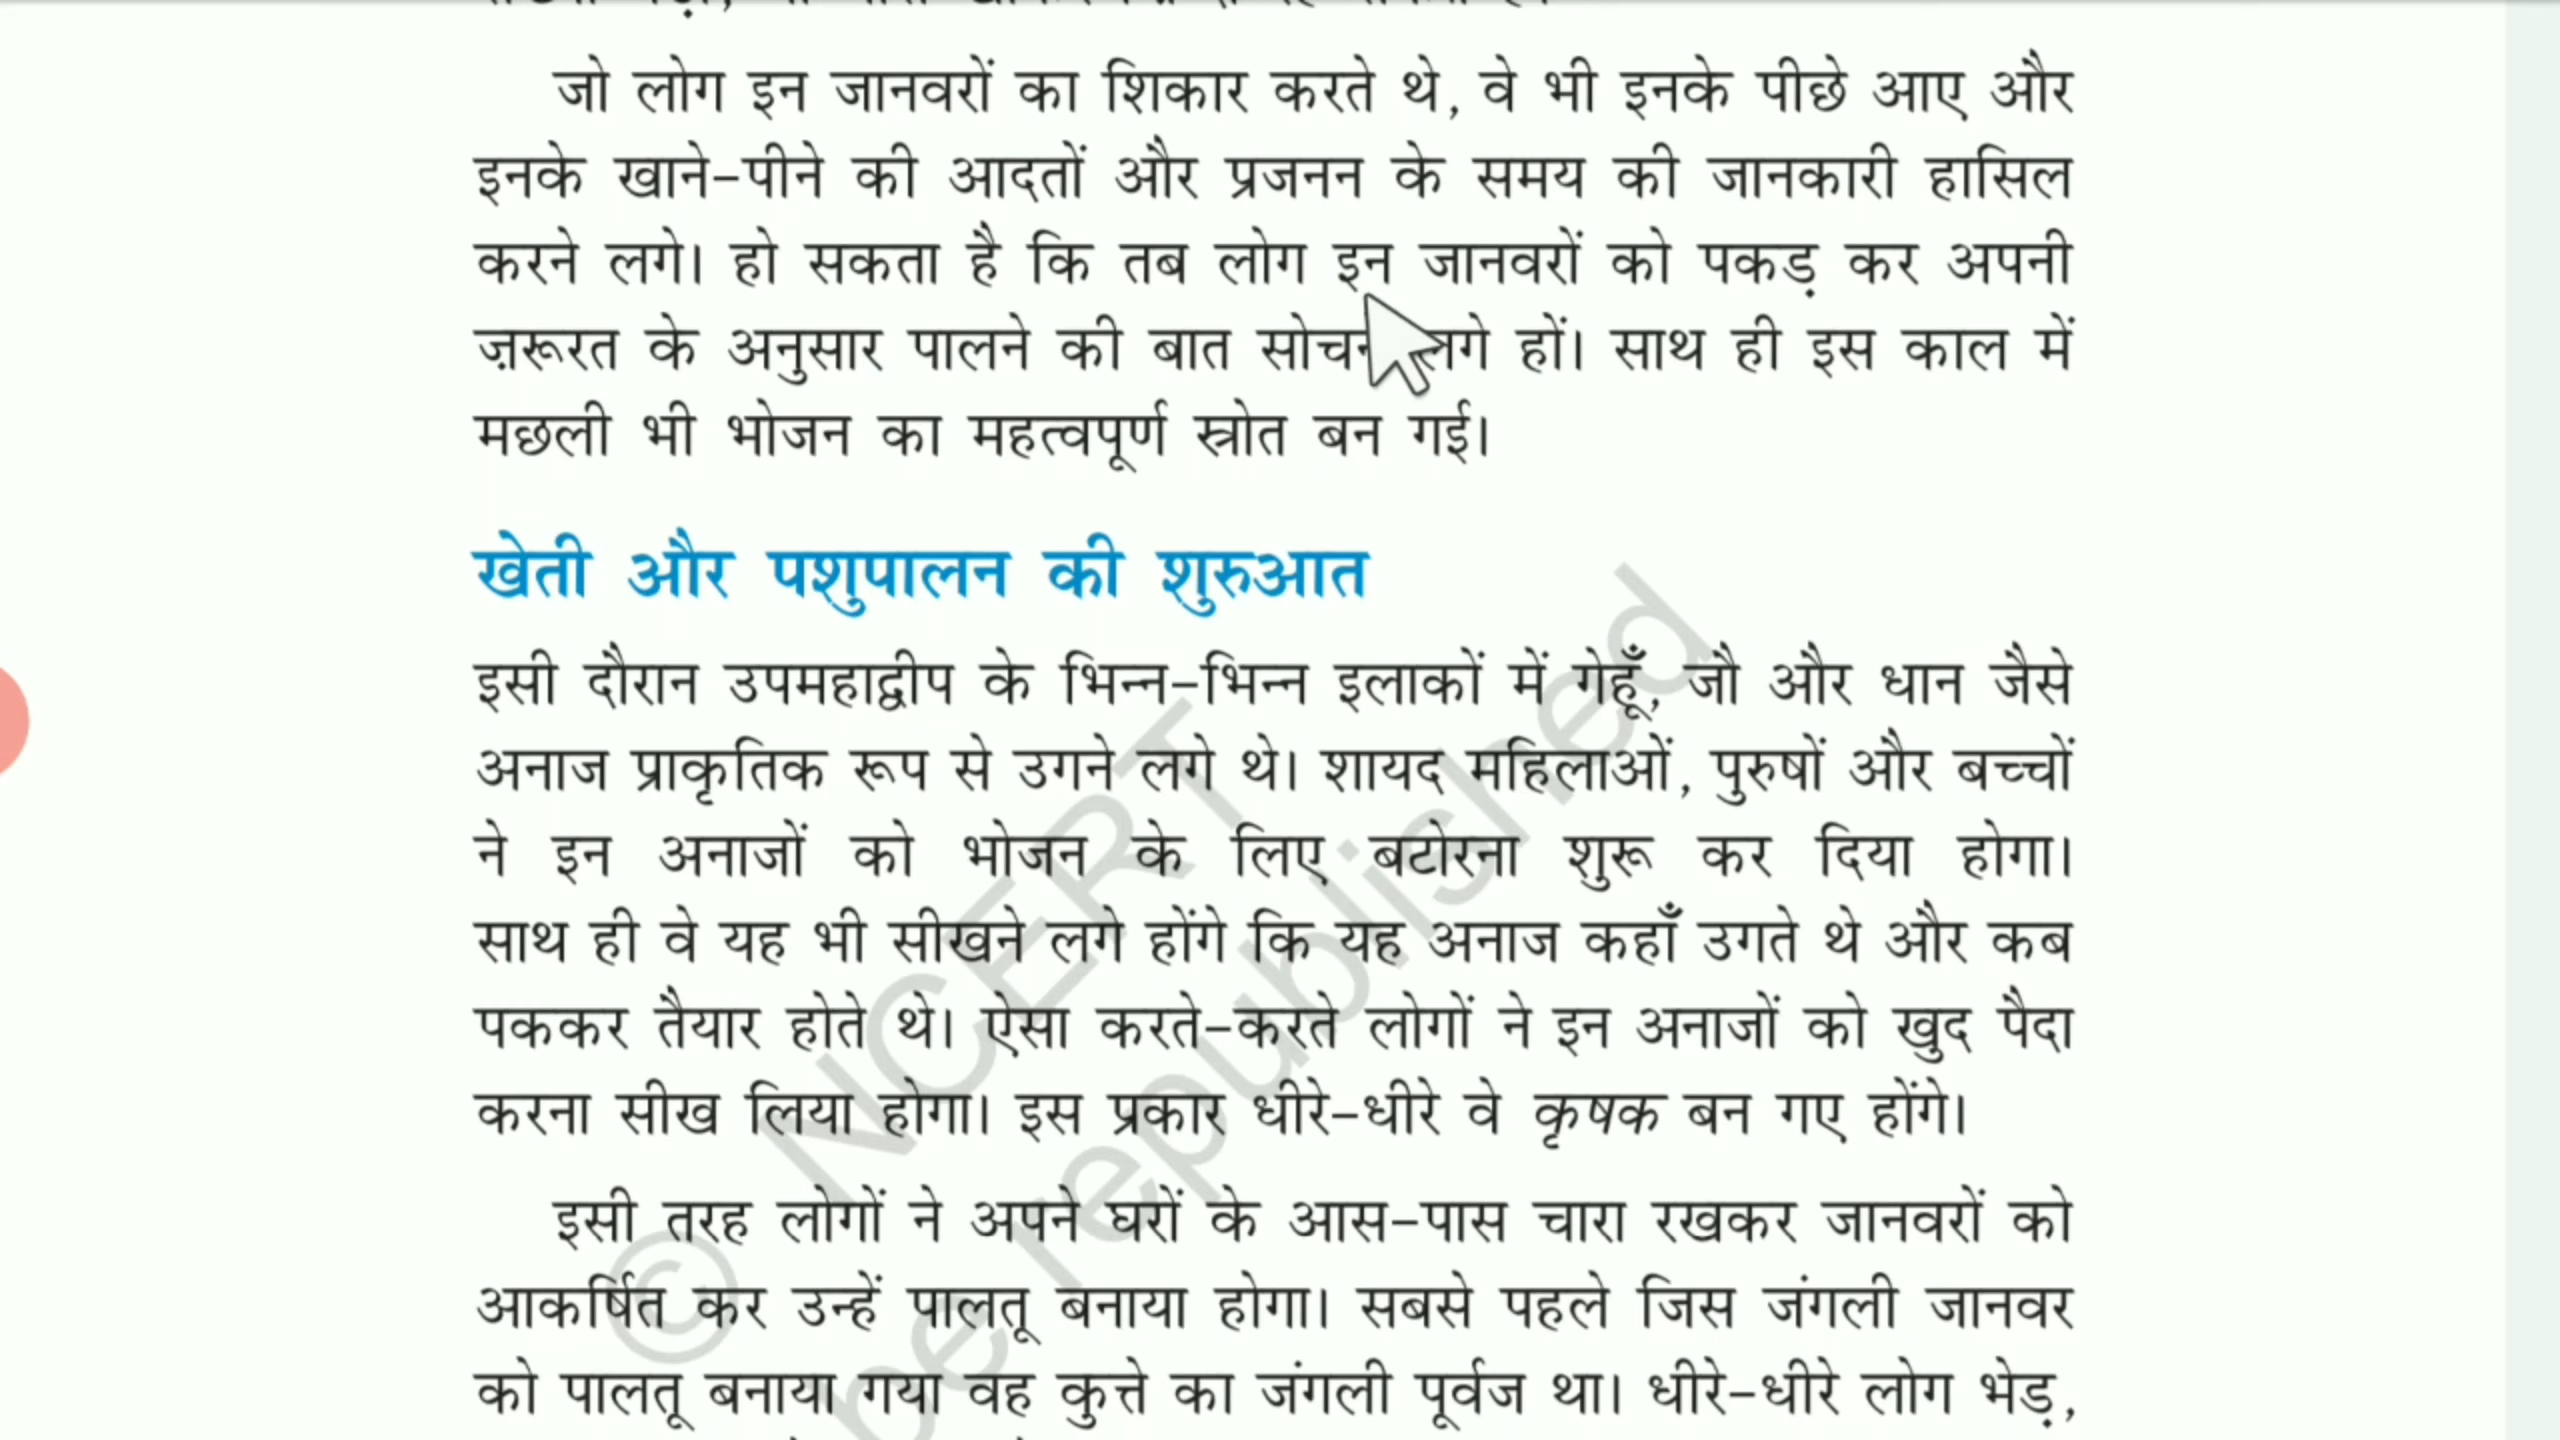 जो लोग इन जानवरों का शिकार करते थे, वे भी इनके पीछे आए और
इनके खाने-पीने की आदतों और प्रजनन के समय की जानकारी हासिल
करने लगे। हो सकता है कि तब लोग इन जानवरों को पकड़ कर अपनी
ज़रूरत के अनुसार पालने की बात लगे हों। साथ ही इस काल में
मछली भी भोजन का महत्वपूर्ण स्रोत बन गई।
खेती और पशुपालन की शुरुआत
इसी दौरान उपमहाद्वीप के भिन्न-भिन्न इलाकों में गेहूँ, जौ और धान जैसे
अनाज प्राकृतिक रूप से उगने लगे थे। शायद महिलाओं, पुरुषों और बच्चों
ने इन अनाजों को भोजन के लिए बटोरना शुरू कर दिया होगा।
साथ ही वे यह भी सीखने लगे होंगे कि यह अनाज कहाँ उगते थे और कब
पककर तैयार होते थे। ऐसा करते-करते लोगों ने इन अनाजों को खुद पैदा
करना सीख लिया होगा। इस प्रकार धीरे-धीरे वे कृषक बन गए होंगे।
इसी तरह लोगों ने अपने घरों के आस-पास चारा रखकर जानवरों को
आकर्षित कर उन्हें पालतू बनाया होगा। सबसे पहले जिस जंगली जानवर
को पालतू बनाया गया वह कुत्ते का जंगली पूर्वज था। धीरे-धीरे लोग भेड़,
© NCERT
be republished